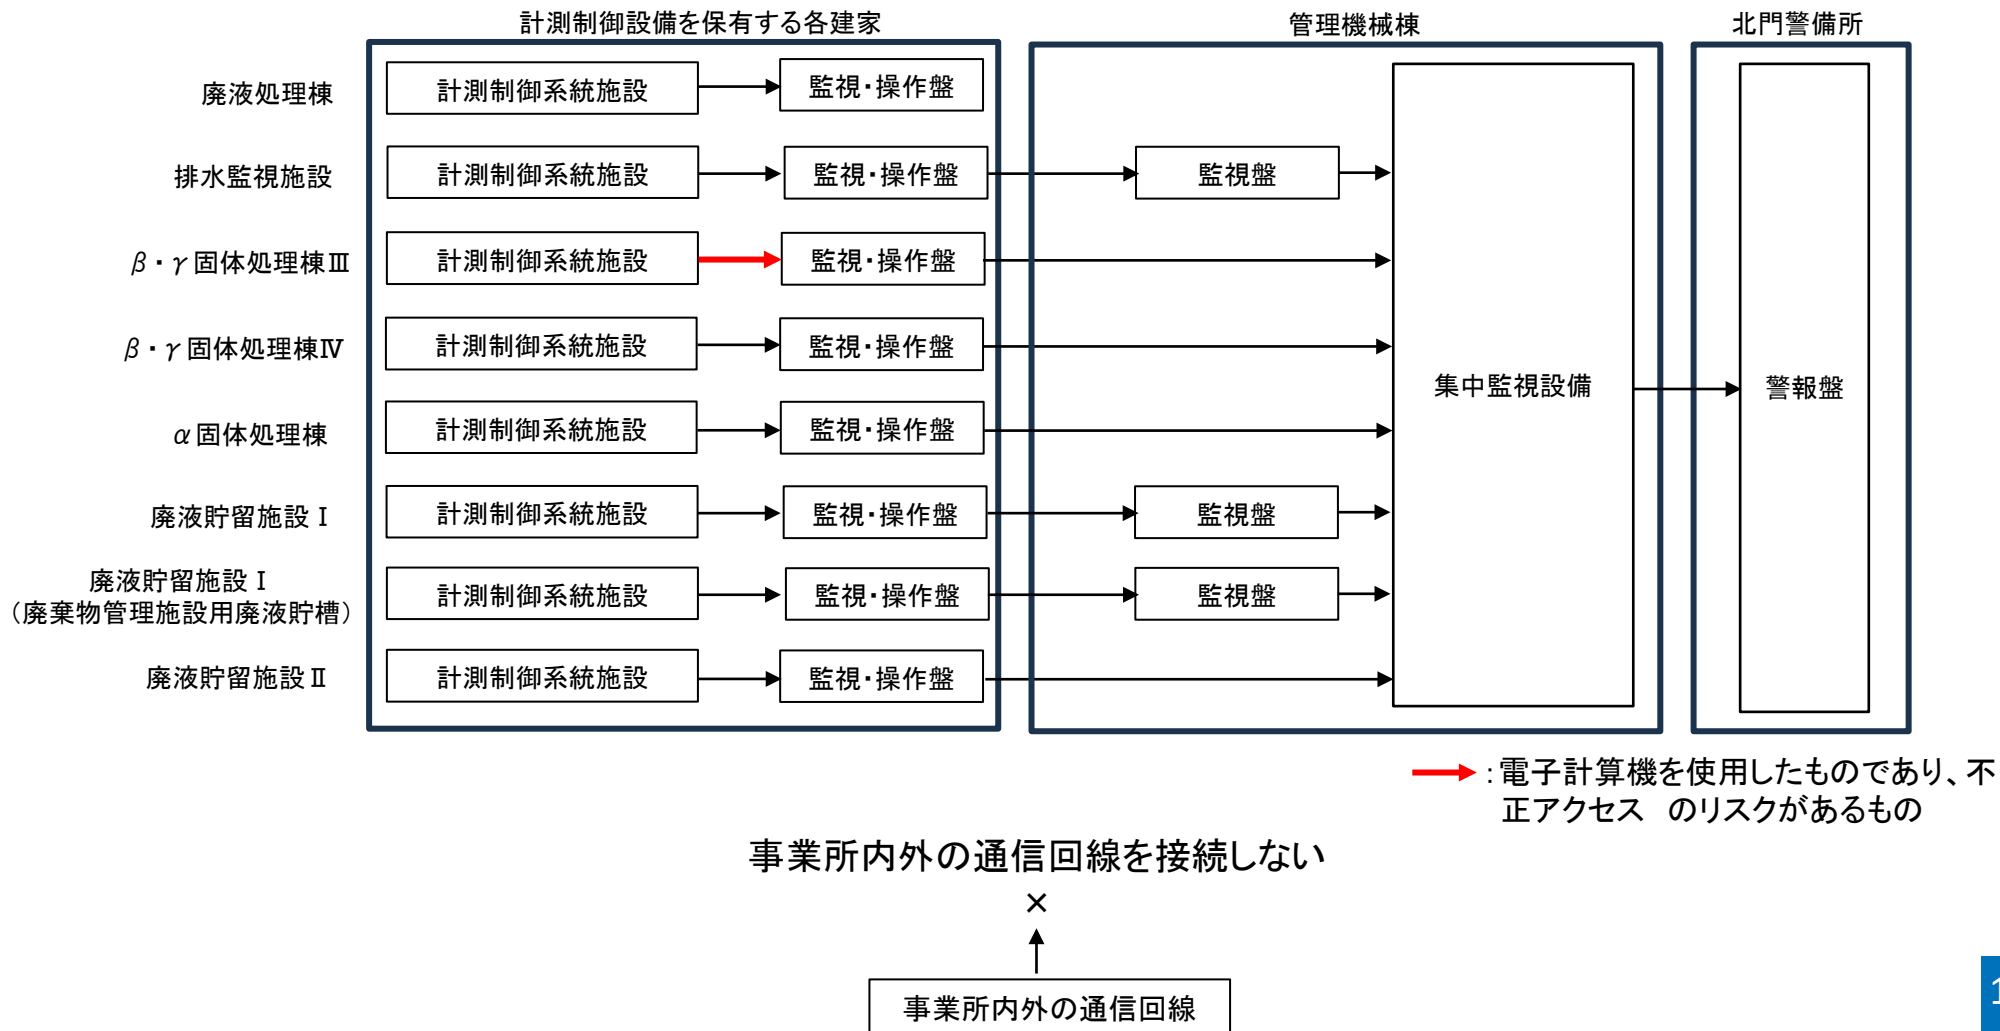 計測制御設備を保有する各建家
管理機械棟
北門警備所
廃液処理棟
計測制御系統施設
監視・操作盤
排水監視施設
計測制御系統施設
監視・操作盤
監視盤
β・γ固体処理棟Ⅲ
計測制御系統施設
監視・操作盤
β・γ固体処理棟Ⅳ
計測制御系統施設
監視・操作盤
集中監視設備
警報盤
α固体処理棟
計測制御系統施設
監視・操作盤
廃液貯留施設Ⅰ
計測制御系統施設
監視・操作盤
監視盤
廃液貯留施設Ⅰ
（廃棄物管理施設用廃液貯槽）
計測制御系統施設
監視・操作盤
監視盤
廃液貯留施設Ⅱ
計測制御系統施設
監視・操作盤
：電子計算機を使用したものであり、不
正アクセス　のリスクがあるもの
事業所内外の通信回線を接続しない
×
事業所内外の通信回線